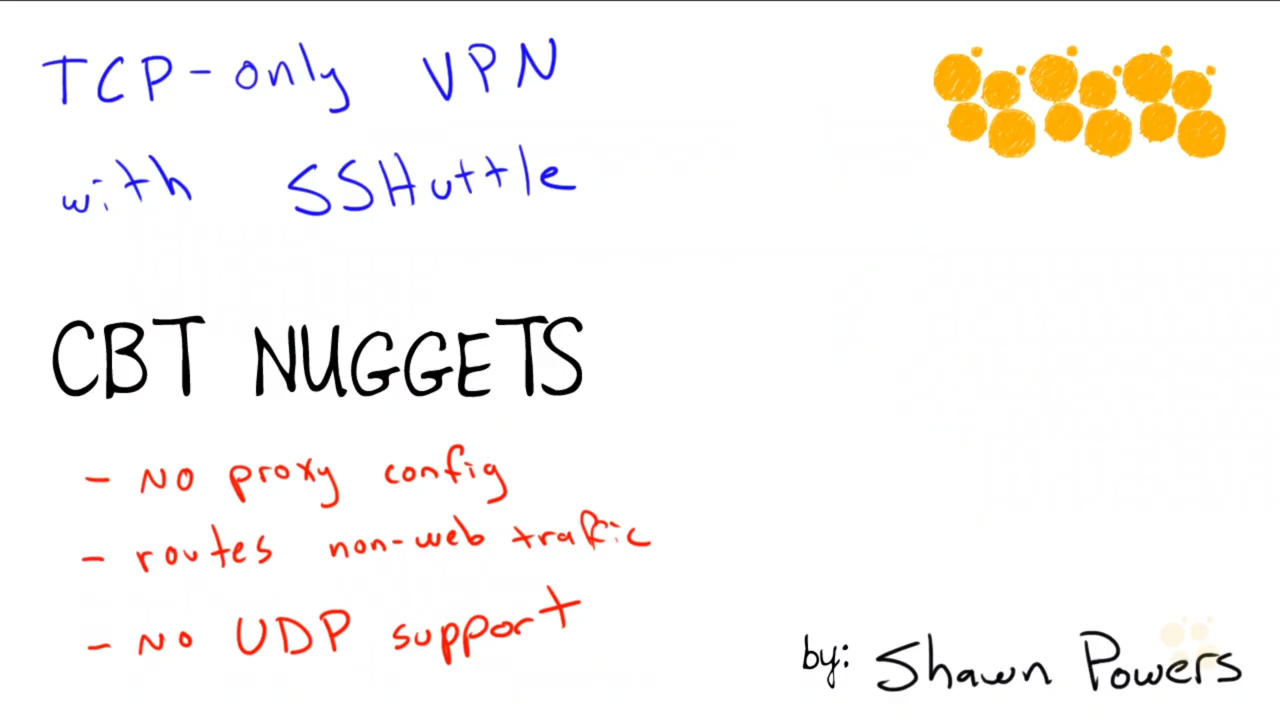 TCP-only VPN
with SSHuttle
CBT NUGGETS
- NO proxy config
- routes non-web traffic
- NO UDP support
by: Shawn Powers